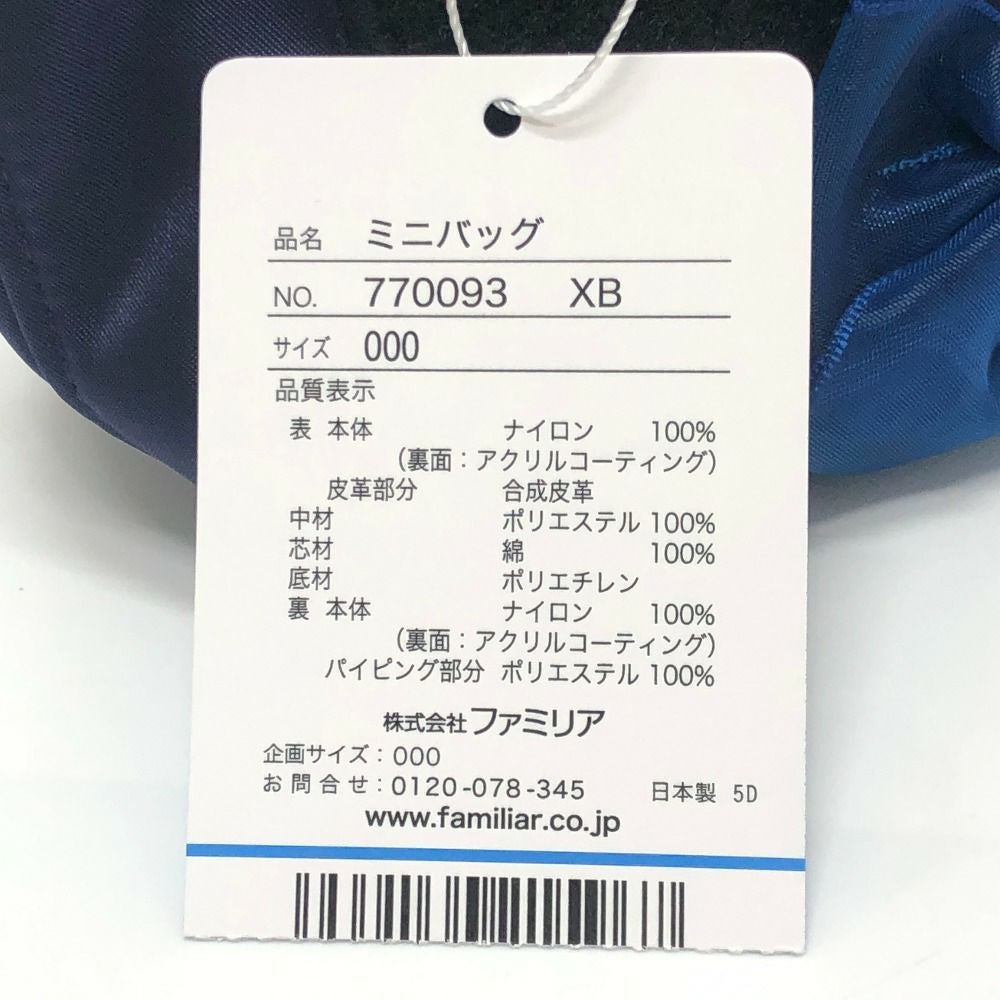 品名 ミニバッグ
NO. 770093 XB
サイズ 000
品質表示
表 本体 ナイロン 100%
(裏面：アクリルコーティング)
皮革部分 合成皮革
中材 ポリエステル 100%
芯材 綿 100%
底材 ポリエチレン
裏 本体 ナイロン 100%
(裏面：アクリルコーティング)
パイピング部分 ポリエステル 100%
株式会社ファミリア
企画サイズ：000
お問合せ：0120-078-345 日本製 5D
www.familiar.co.jp